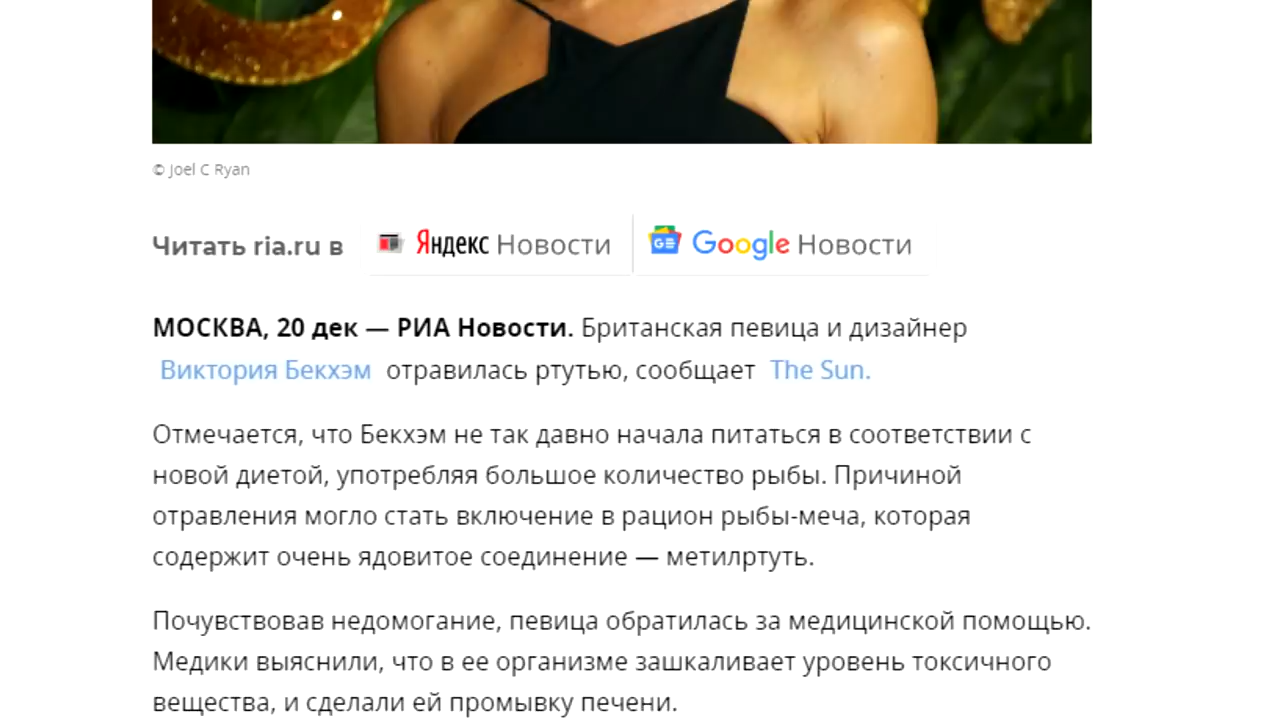 © Joel C Ryan
Читать ria.ru в Яндекс Новости Google Новости
МОСКВА, 20 дек — РИА Новости. Британская певица и дизайнер
Виктория Бекхэм отравилась ртутью, сообщает The Sun.
Отмечается, что Бекхэм не так давно начала питаться в соответствии с
новой диетой, употребляя большое количество рыбы. Причиной
отравления могло стать включение в рацион рыбы-меча, которая
содержит очень ядовитое соединение — метилртуть.
Почувствовав недомогание, певица обратилась за медицинской помощью.
Медики выяснили, что в ее организме зашкаливает уровень токсичного
вещества, и сделали ей промывку печени.